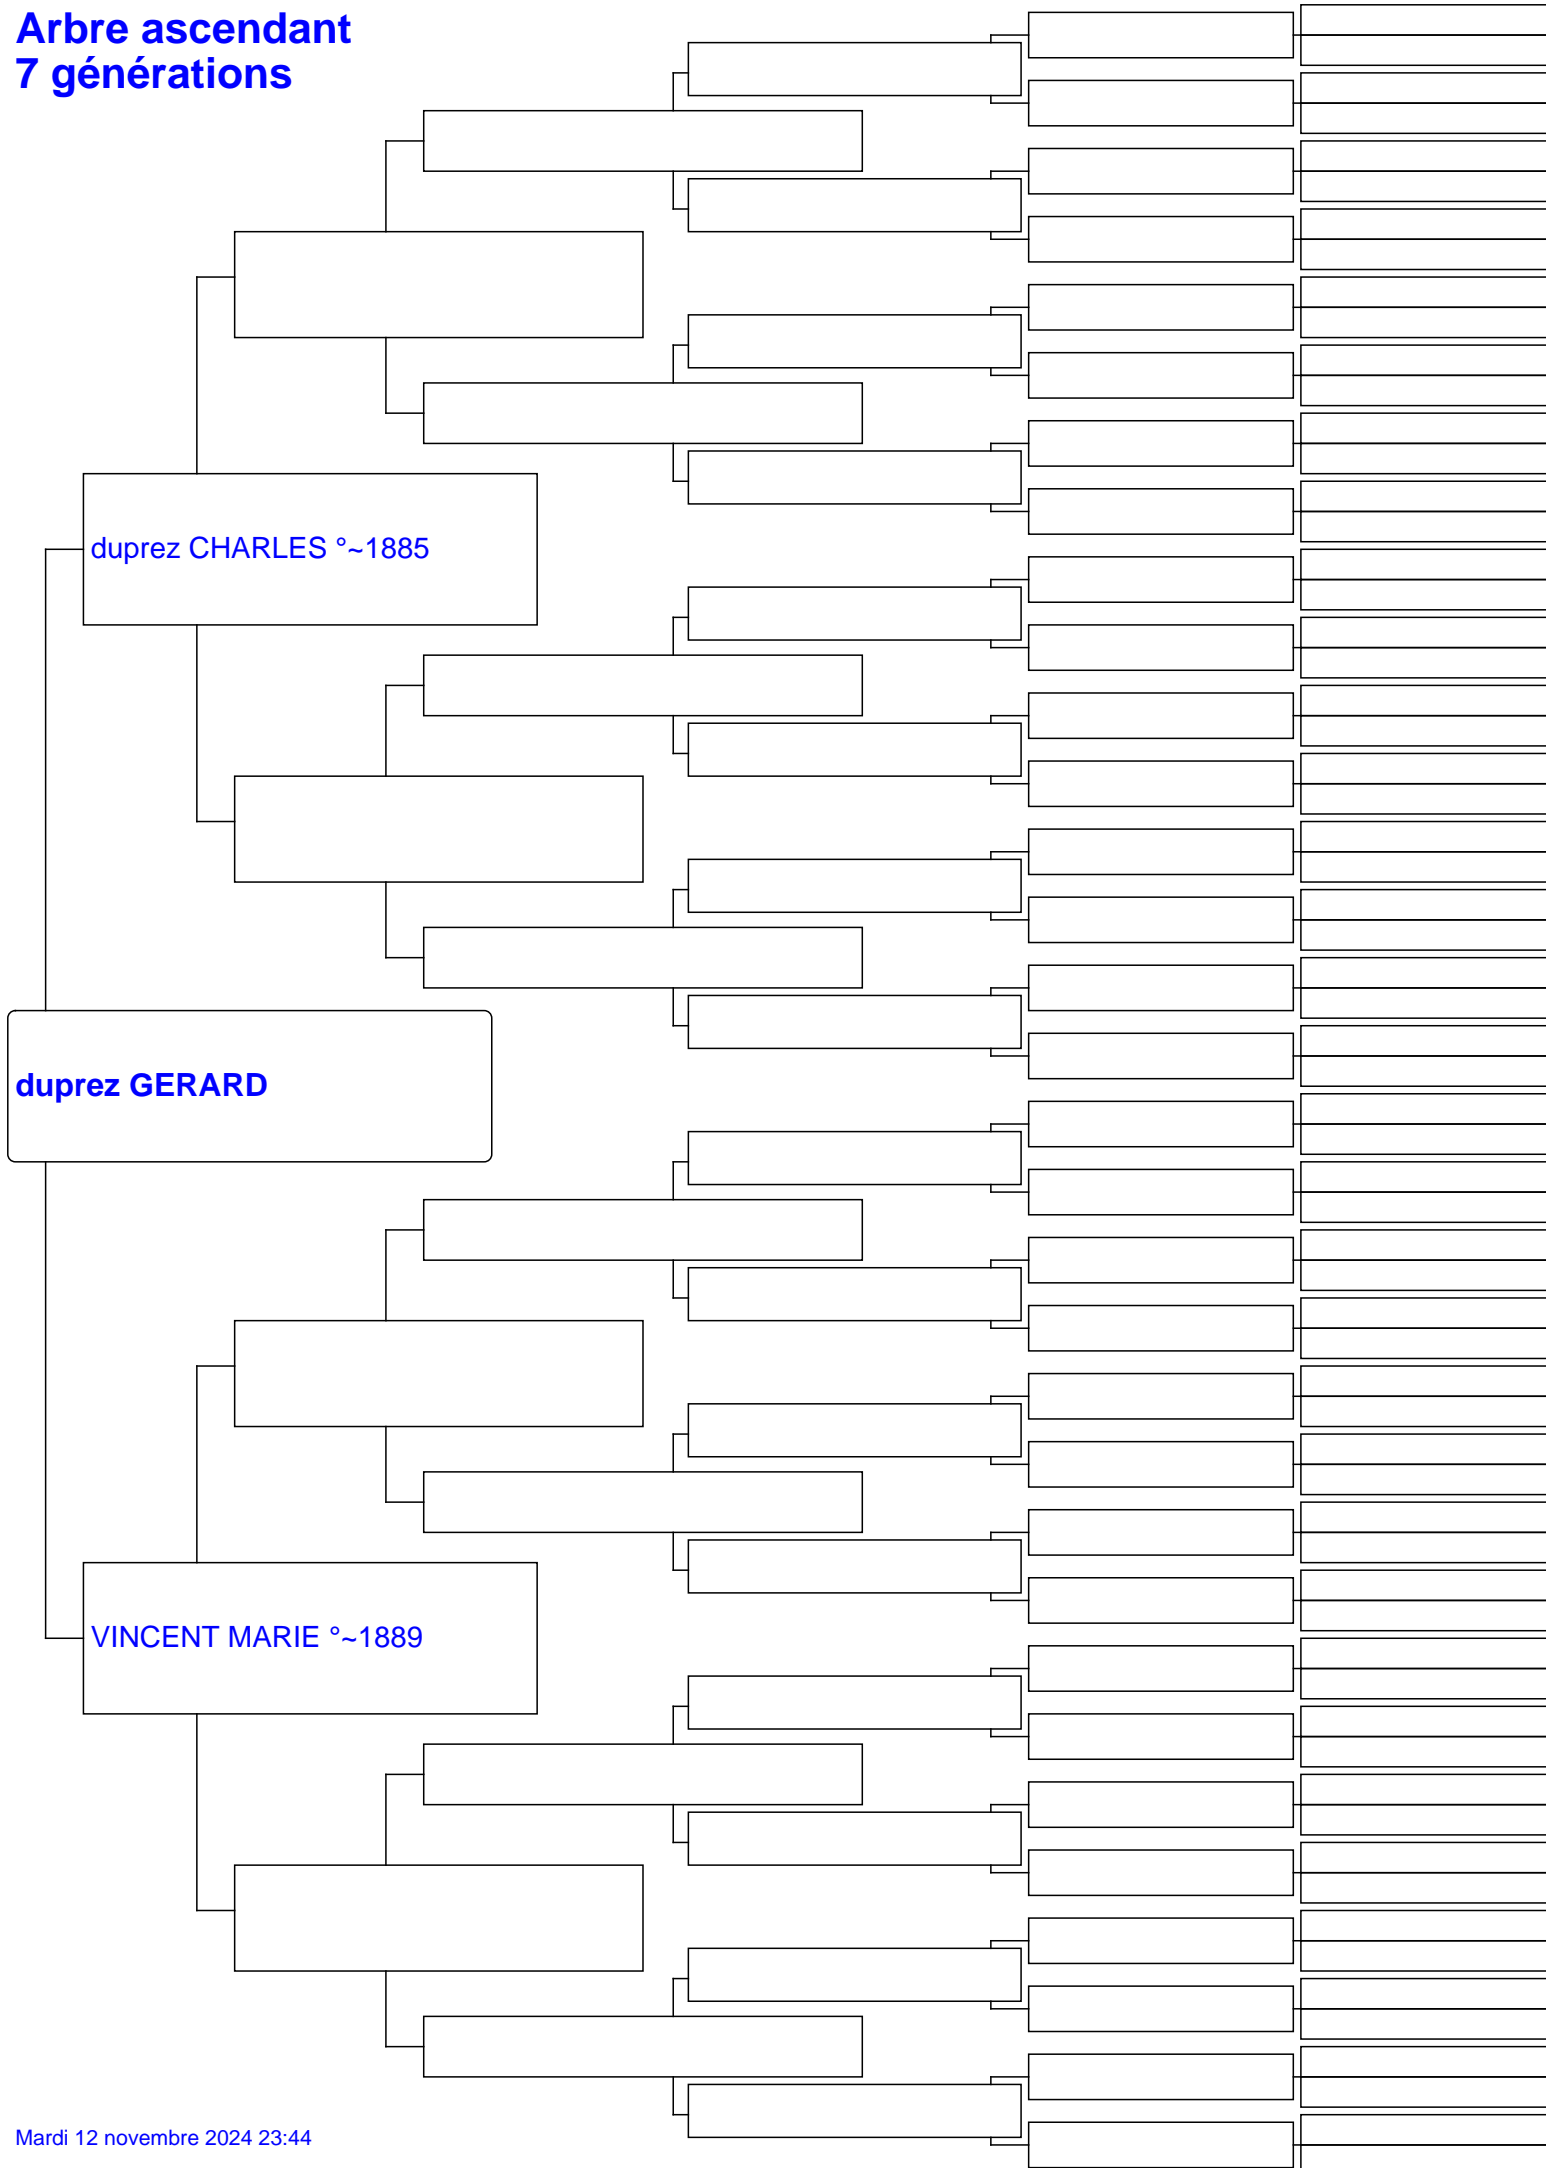 Arbre ascendant
7 générations
duprez CHARLES °~1885
duprez GERARD
VINCENT MARIE °~1889
Mardi 12 novembre 2024 23:44